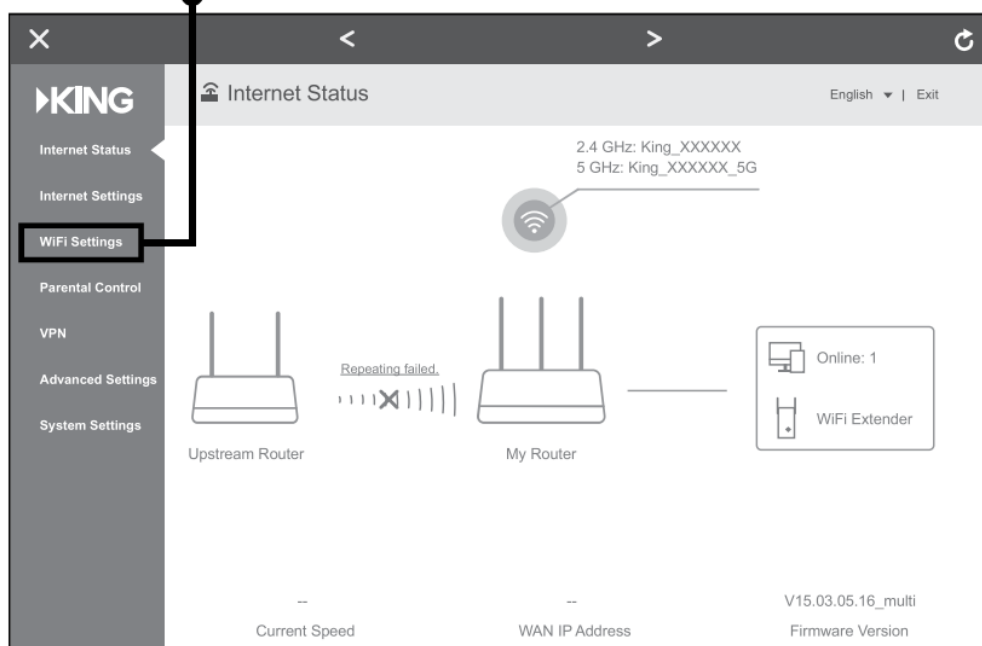 KING
Internet Status
English | Exit
Internet Status
Internet Settings
WiFi Settings
Parental Control
VPN
Advanced Settings
System Settings
2.4 GHz: King_XXXXXX
5 GHz: King_XXXXXX_5G
Repeating failed.
Upstream Router
My Router
Online: 1
WiFi Extender
--
Current Speed
--
WAN IP Address
V15.03.05.16_multi
Firmware Version